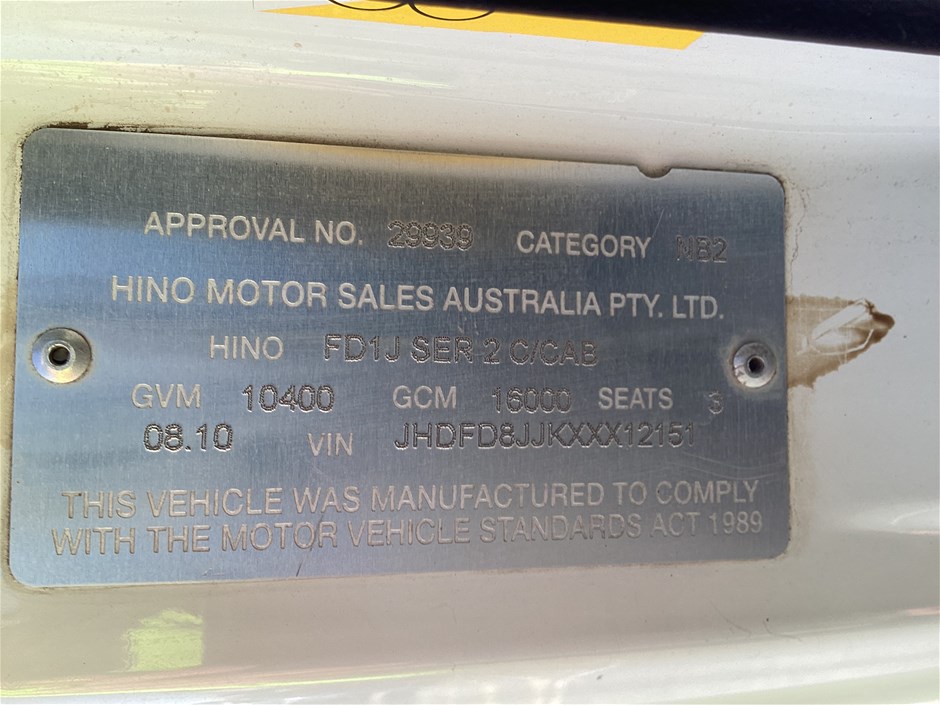 APPROVAL NO. 29939 CATEGORY NB2
HINO MOTOR SALES AUSTRALIA PTY. LTD.
HINO FD1J SER 2 C/CAB
GVM 10400 GCM 16000 SEATS 3
08.10 VIN JHDFD8JJKXXX12151
THIS VEHICLE WAS MANUFACTURED TO COMPLY
WITH THE MOTOR VEHICLE STANDARDS ACT 1989